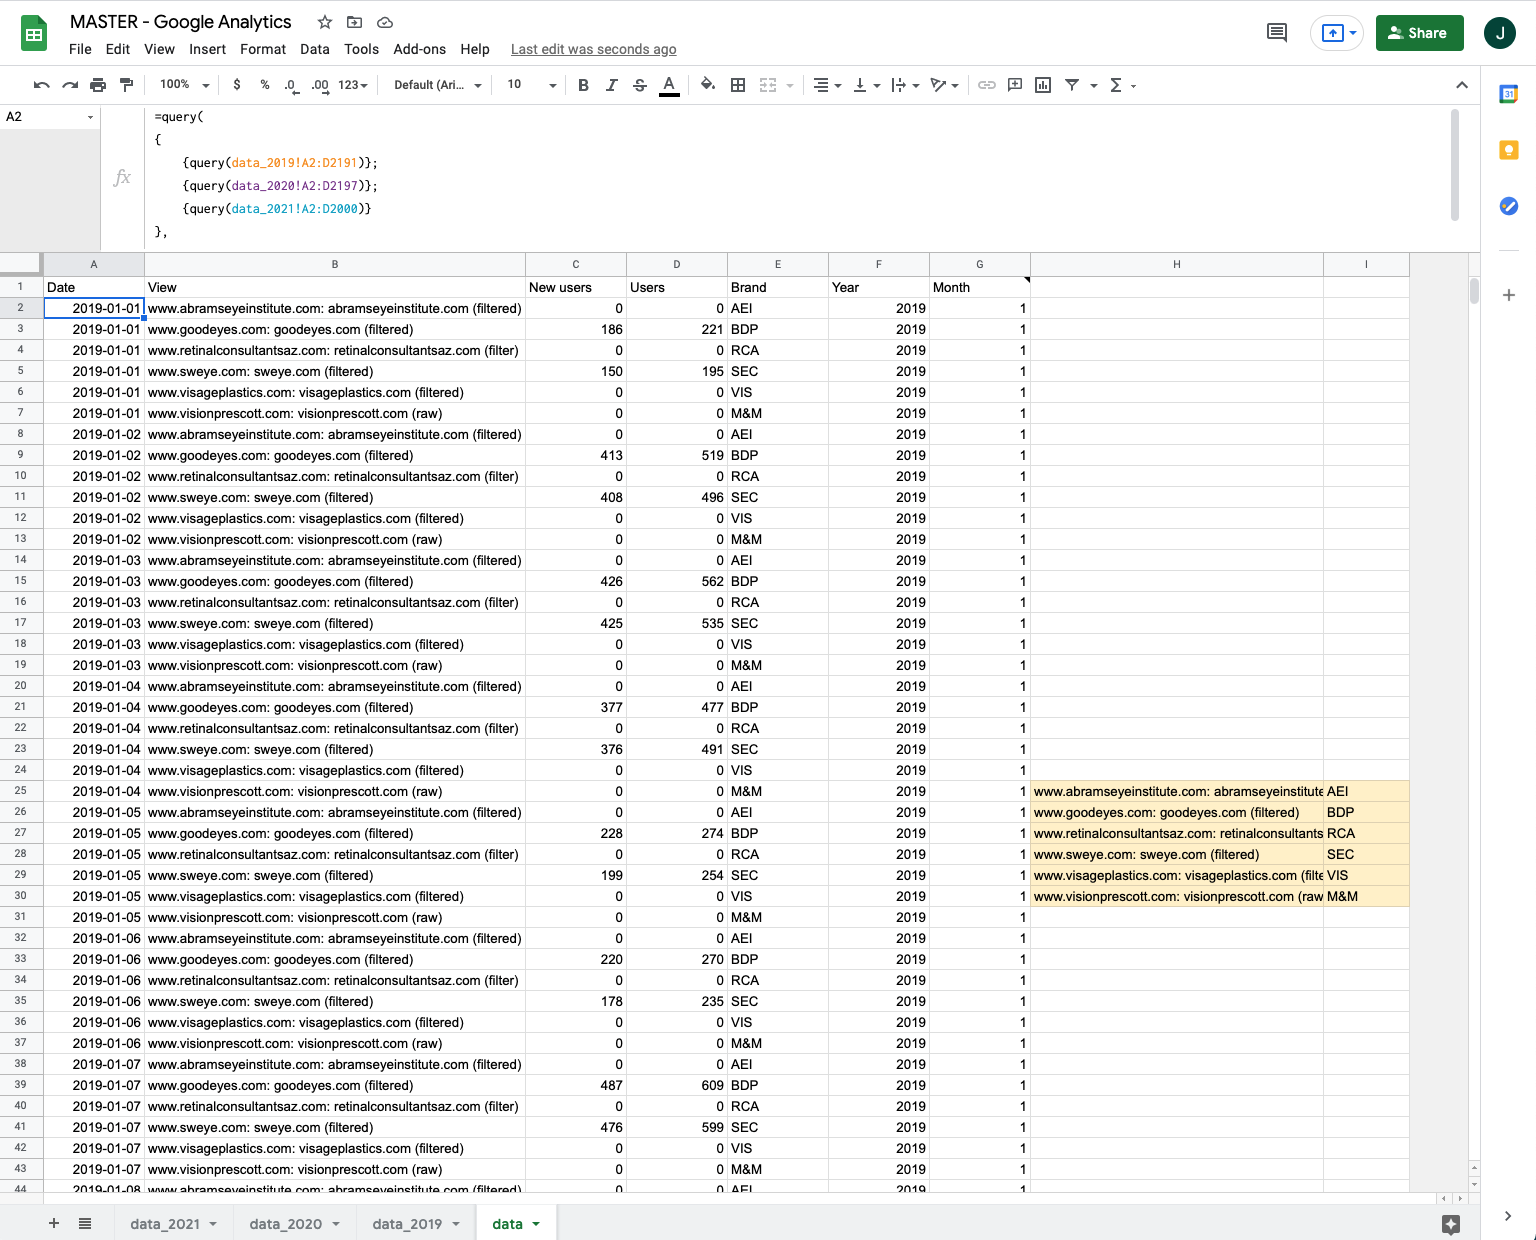 MASTER - Google Analytics
File Edit View Insert Format Data Tools Add-ons Help Last edit was seconds ago
Share
J
100% $ % .0 .00 123 Default (Ari... 10 B I S A Σ
31
A2
fx
=query(
{
{query(data_2019!A2:D2191)};
{query(data_2020!A2:D2197)};
{query(data_2021!A2:D2000)}
},
A B C D E F G H I
1 Date View New users Users Brand Year Month
2 2019-01-01 www.abramseyeinstitute.com: abramseyeinstitute.com (filtered) 0 0 AEI 2019 1
3 2019-01-01 www.goodeyes.com: goodeyes.com (filtered) 186 221 BDP 2019 1
4 2019-01-01 www.retinalconsultantsaz.com: retinalconsultantsaz.com (filter) 0 0 RCA 2019 1
5 2019-01-01 www.sweye.com: sweye.com (filtered) 150 195 SEC 2019 1
6 2019-01-01 www.visageplastics.com: visageplastics.com (filtered) 0 0 VIS 2019 1
7 2019-01-01 www.visionprescott.com: visionprescott.com (raw) 0 0 M&M 2019 1
8 2019-01-02 www.abramseyeinstitute.com: abramseyeinstitute.com (filtered) 0 0 AEI 2019 1
9 2019-01-02 www.goodeyes.com: goodeyes.com (filtered) 413 519 BDP 2019 1
10 2019-01-02 www.retinalconsultantsaz.com: retinalconsultantsaz.com (filter) 0 0 RCA 2019 1
11 2019-01-02 www.sweye.com: sweye.com (filtered) 408 496 SEC 2019 1
12 2019-01-02 www.visageplastics.com: visageplastics.com (filtered) 0 0 VIS 2019 1
13 2019-01-02 www.visionprescott.com: visionprescott.com (raw) 0 0 M&M 2019 1
14 2019-01-03 www.abramseyeinstitute.com: abramseyeinstitute.com (filtered) 0 0 AEI 2019 1
15 2019-01-03 www.goodeyes.com: goodeyes.com (filtered) 426 562 BDP 2019 1
16 2019-01-03 www.retinalconsultantsaz.com: retinalconsultantsaz.com (filter) 0 0 RCA 2019 1
17 2019-01-03 www.sweye.com: sweye.com (filtered) 425 535 SEC 2019 1
18 2019-01-03 www.visageplastics.com: visageplastics.com (filtered) 0 0 VIS 2019 1
19 2019-01-03 www.visionprescott.com: visionprescott.com (raw) 0 0 M&M 2019 1
20 2019-01-04 www.abramseyeinstitute.com: abramseyeinstitute.com (filtered) 0 0 AEI 2019 1
21 2019-01-04 www.goodeyes.com: goodeyes.com (filtered) 377 477 BDP 2019 1
22 2019-01-04 www.retinalconsultantsaz.com: retinalconsultantsaz.com (filter) 0 0 RCA 2019 1
23 2019-01-04 www.sweye.com: sweye.com (filtered) 376 491 SEC 2019 1
24 2019-01-04 www.visageplastics.com: visageplastics.com (filtered) 0 0 VIS 2019 1
25 2019-01-04 www.visionprescott.com: visionprescott.com (raw) 0 0 M&M 2019 1 www.abramseyeinstitute.com: abramseyeinstitute AEI
26 2019-01-05 www.abramseyeinstitute.com: abramseyeinstitute.com (filtered) 0 0 AEI 2019 1 www.goodeyes.com: goodeyes.com (filtered) BDP
27 2019-01-05 www.goodeyes.com: goodeyes.com (filtered) 228 274 BDP 2019 1 www.retinalconsultantsaz.com: retinalconsultants RCA
28 2019-01-05 www.retinalconsultantsaz.com: retinalconsultantsaz.com (filter) 0 0 RCA 2019 1 www.sweye.com: sweye.com (filtered) SEC
29 2019-01-05 www.sweye.com: sweye.com (filtered) 199 254 SEC 2019 1 www.visageplastics.com: visageplastics.com (filte VIS
30 2019-01-05 www.visageplastics.com: visageplastics.com (filtered) 0 0 VIS 2019 1 www.visionprescott.com: visionprescott.com (raw M&M
31 2019-01-05 www.visionprescott.com: visionprescott.com (raw) 0 0 M&M 2019 1
32 2019-01-06 www.abramseyeinstitute.com: abramseyeinstitute.com (filtered) 0 0 AEI 2019 1
33 2019-01-06 www.goodeyes.com: goodeyes.com (filtered) 220 270 BDP 2019 1
34 2019-01-06 www.retinalconsultantsaz.com: retinalconsultantsaz.com (filter) 0 0 RCA 2019 1
35 2019-01-06 www.sweye.com: sweye.com (filtered) 178 235 SEC 2019 1
36 2019-01-06 www.visageplastics.com: visageplastics.com (filtered) 0 0 VIS 2019 1
37 2019-01-06 www.visionprescott.com: visionprescott.com (raw) 0 0 M&M 2019 1
38 2019-01-07 www.abramseyeinstitute.com: abramseyeinstitute.com (filtered) 0 0 AEI 2019 1
39 2019-01-07 www.goodeyes.com: goodeyes.com (filtered) 487 609 BDP 2019 1
40 2019-01-07 www.retinalconsultantsaz.com: retinalconsultantsaz.com (filter) 0 0 RCA 2019 1
41 2019-01-07 www.sweye.com: sweye.com (filtered) 476 599 SEC 2019 1
42 2019-01-07 www.visageplastics.com: visageplastics.com (filtered) 0 0 VIS 2019 1
43 2019-01-07 www.visionprescott.com: visionprescott.com (raw) 0 0 M&M 2019 1
44 2019-01-08 www.abramseyeinstitute.com: abramseyeinstitute.com (filtered) 0 0 AEI 2019 1
data_2021 data_2020 data_2019 data